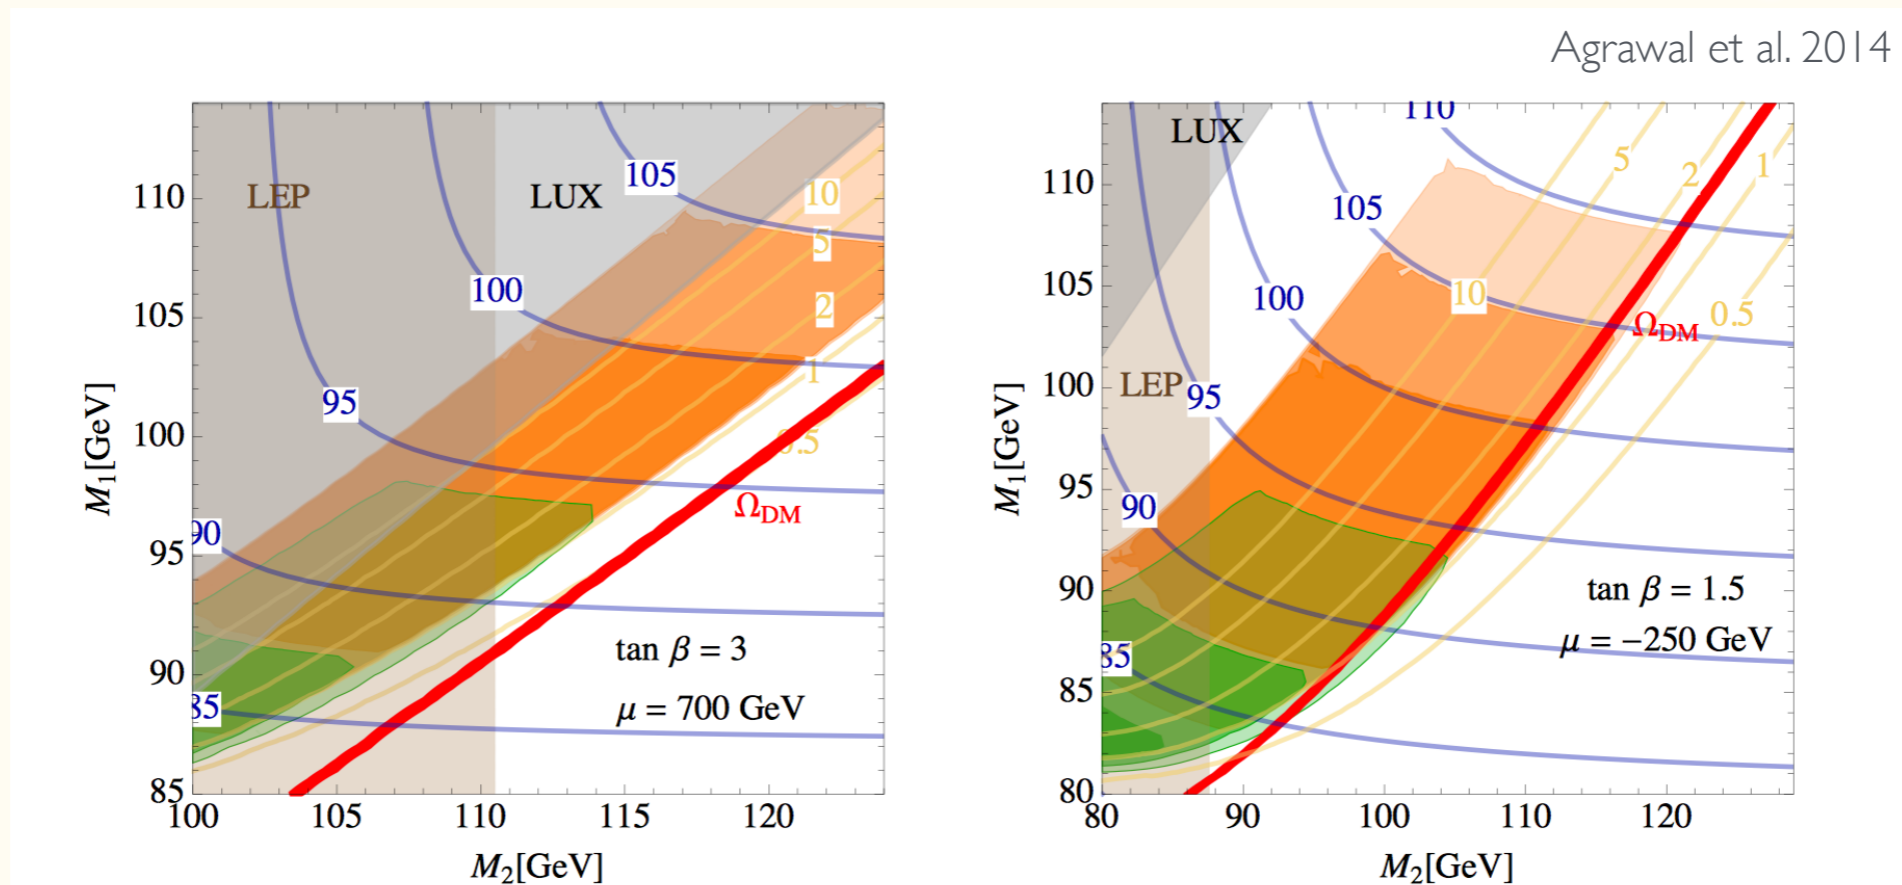 Agrawal et al. 2014
LEP
LUX
105
10
5
100
2
1
95
0.5
90
Ω_DM
tan β = 3
85
μ = 700 GeV
110
105
100
95
90
85
M₁[GeV]
100 105 110 115 120
M₂[GeV]
110
LUX
5
2
1
105
100
10
0.5
Ω_DM
LEP
95
90
tan β = 1.5
85
μ = −250 GeV
110
105
100
95
90
85
80
M₁[GeV]
80 90 100 110 120
M₂[GeV]